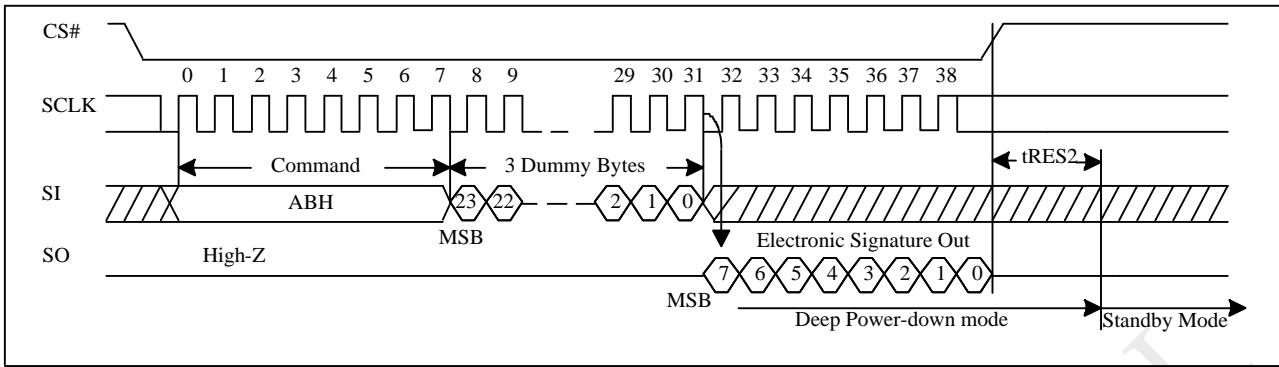 CS#
0 1 2 3 4 5 6 7 8 9 29 30 31 32 33 34 35 36 37 38
SCLK
Command 3 Dummy Bytes tRES2
SI ABH 23 22 2 1 0
MSB
SO High-Z Electronic Signature Out
7 6 5 4 3 2 1 0
MSB
Deep Power-down mode Standby Mode